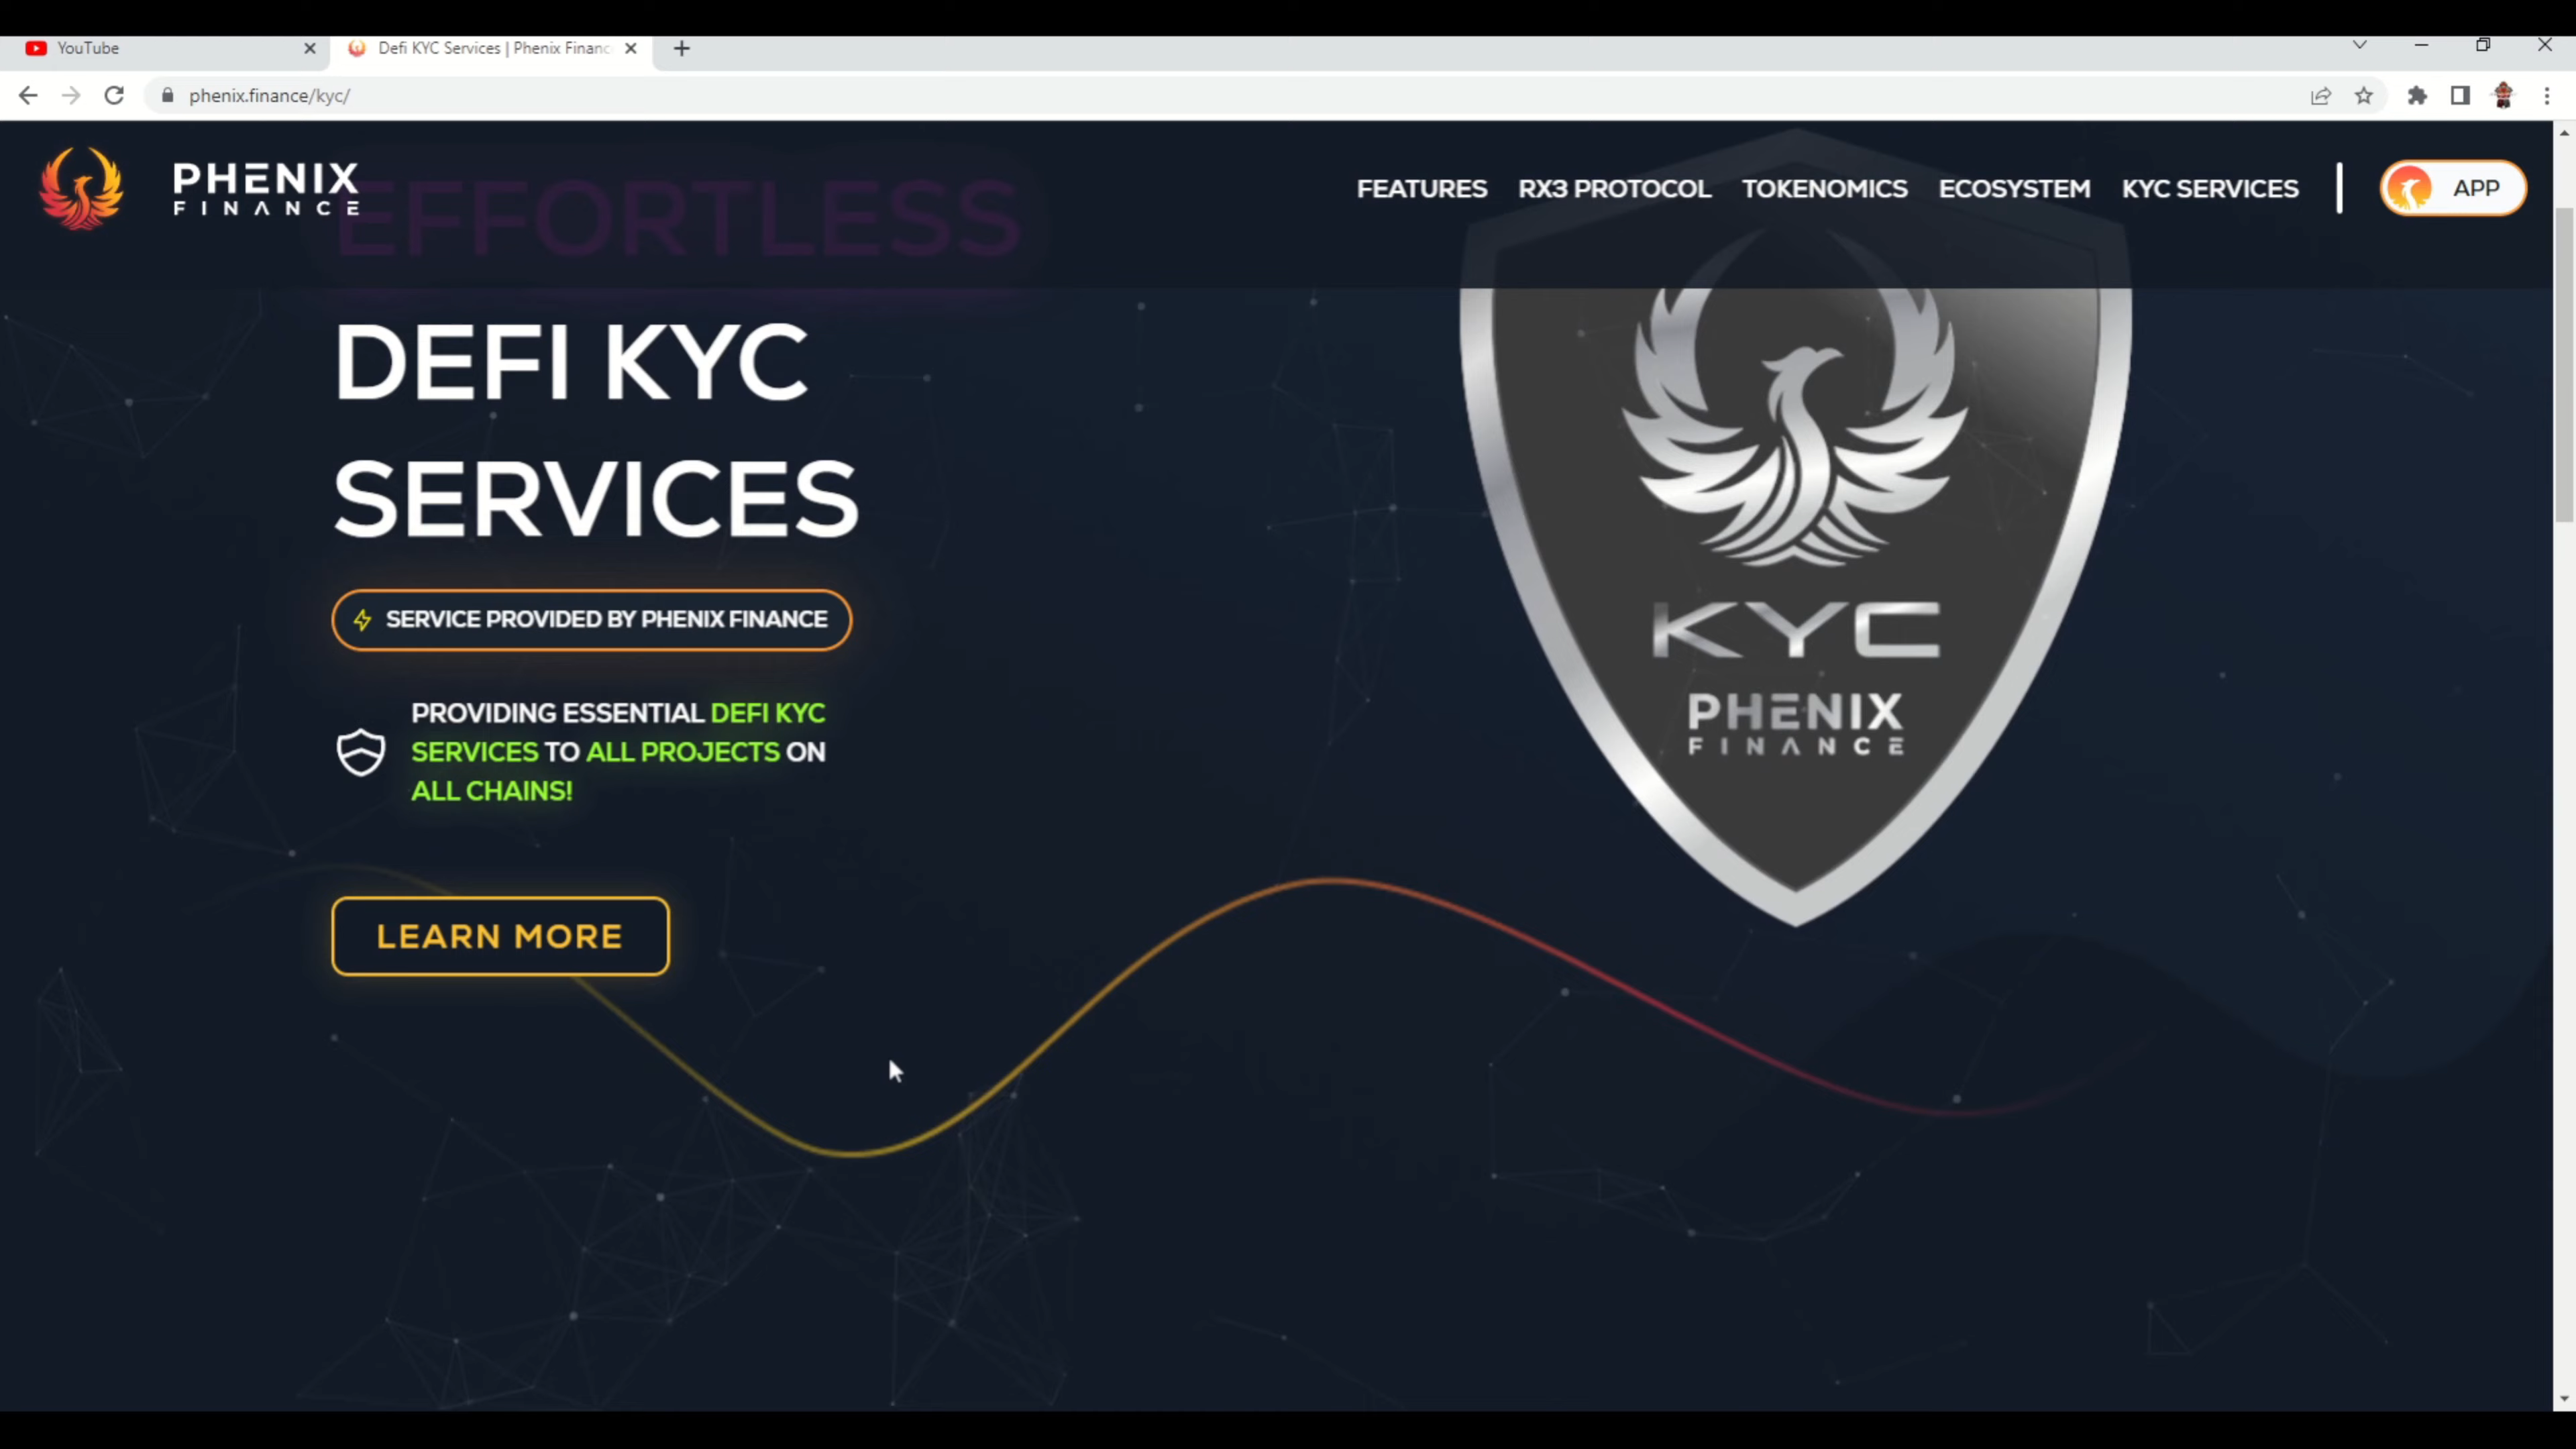 YouTube
Defi KYC Services | Phenix Financ
phenix.finance/kyc/
PHENIX
FINANCE
FEATURES
RX3 PROTOCOL
TOKENOMICS
ECOSYSTEM
KYC SERVICES
APP
EFFORTLESS
DEFI KYC
SERVICES
SERVICE PROVIDED BY PHENIX FINANCE
PROVIDING ESSENTIAL DEFI KYC
SERVICES TO ALL PROJECTS ON
ALL CHAINS!
LEARN MORE
KYC
PHENIX
FINANCE